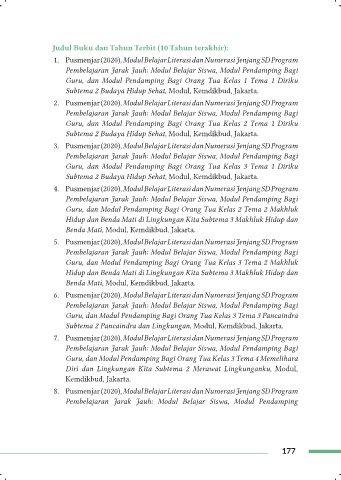 Judul Buku dan Tahun Terbit (10 Tahun terakhir):
1. Pusmenjar (2020), Modul Belajar Literasi dan Numerasi Jenjang SD Program
Pembelajaran Jarak Jauh: Modul Belajar Siswa, Modul Pendamping Bagi
Guru, dan Modul Pendamping Bagi Orang Tua Kelas 1 Tema 1 Diriku
Subtema 2 Budaya Hidup Sehat, Modul, Kemdikbud, Jakarta.
2. Pusmenjar (2020), Modul Belajar Literasi dan Numerasi Jenjang SD Program
Pembelajaran Jarak Jauh: Modul Belajar Siswa, Modul Pendamping Bagi
Guru, dan Modul Pendamping Bagi Orang Tua Kelas 2 Tema 1 Diriku
Subtema 2 Budaya Hidup Sehat, Modul, Kemdikbud, Jakarta.
3. Pusmenjar (2020), Modul Belajar Literasi dan Numerasi Jenjang SD Program
Pembelajaran Jarak Jauh: Modul Belajar Siswa, Modul Pendamping Bagi
Guru, dan Modul Pendamping Bagi Orang Tua Kelas 3 Tema 1 Diriku
Subtema 2 Budaya Hidup Sehat, Modul, Kemdikbud, Jakarta.
4. Pusmenjar (2020), Modul Belajar Literasi dan Numerasi Jenjang SD Program
Pembelajaran Jarak Jauh: Modul Belajar Siswa, Modul Pendamping Bagi
Guru, dan Modul Pendamping Bagi Orang Tua Kelas 2 Tema 2 Makhluk
Hidup dan Benda Mati di Lingkungan Kita Subtema 3 Makhluk Hidup dan
Benda Mati, Modul, Kemdikbud, Jakarta.
5. Pusmenjar (2020), Modul Belajar Literasi dan Numerasi Jenjang SD Program
Pembelajaran Jarak Jauh: Modul Belajar Siswa, Modul Pendamping Bagi
Guru, dan Modul Pendamping Bagi Orang Tua Kelas 3 Tema 2 Makhluk
Hidup dan Benda Mati di Lingkungan Kita Subtema 3 Makhluk Hidup dan
Benda Mati, Modul, Kemdikbud, Jakarta.
6. Pusmenjar (2020), Modul Belajar Literasi dan Numerasi Jenjang SD Program
Pembelajaran Jarak Jauh: Modul Belajar Siswa, Modul Pendamping Bagi
Guru, dan Modul Pendamping Bagi Orang Tua Kelas 3 Tema 3 Pancaindra
Subtema 2 Pancaindra dan Lingkungan, Modul, Kemdikbud, Jakarta.
7. Pusmenjar (2020), Modul Belajar Literasi dan Numerasi Jenjang SD Program
Pembelajaran Jarak Jauh: Modul Belajar Siswa, Modul Pendamping Bagi
Guru, dan Modul Pendamping Bagi Orang Tua Kelas 3 Tema 4 Memelihara
Diri dan Lingkungan Kita Subtema 2 Merawat Lingkunganku, Modul,
Kemdikbud, Jakarta.
8. Pusmenjar (2020), Modul Belajar Literasi dan Numerasi Jenjang SD Program
Pembelajaran Jarak Jauh: Modul Belajar Siswa, Modul Pendamping
177